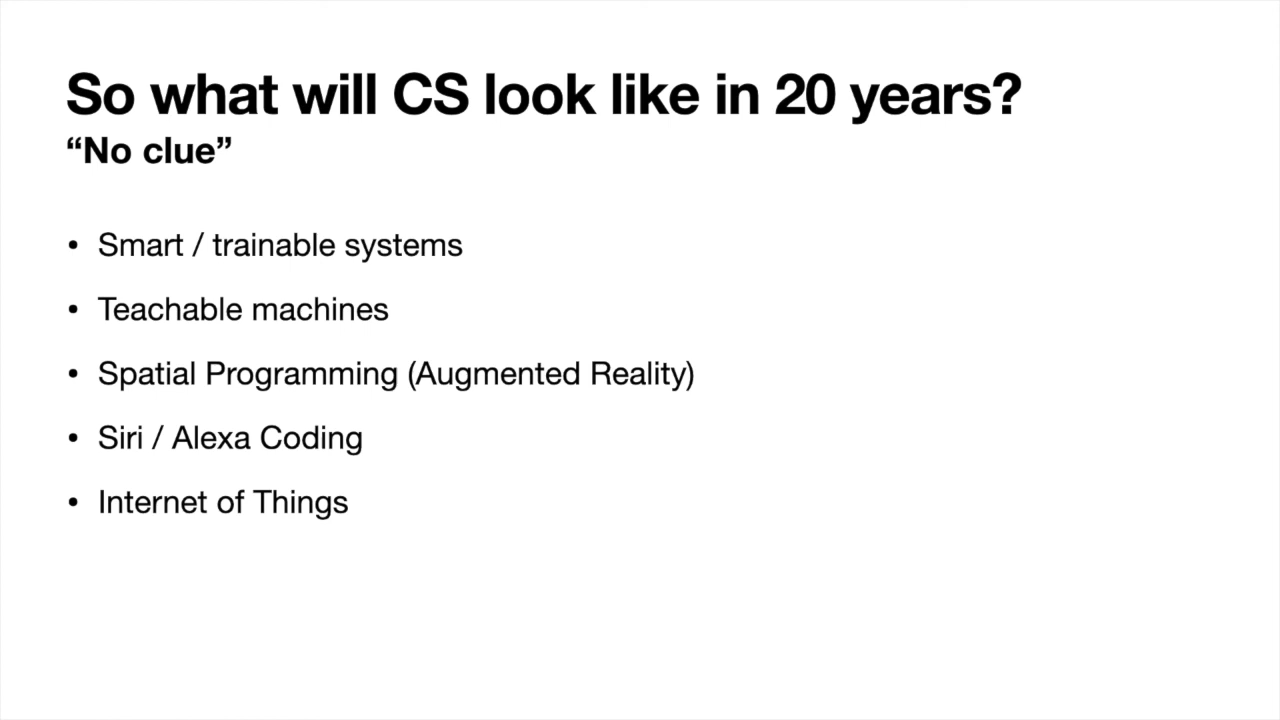 So what will CS look like in 20 years?
“No clue”
• Smart / trainable systems
• Teachable machines
• Spatial Programming (Augmented Reality)
• Siri / Alexa Coding
• Internet of Things